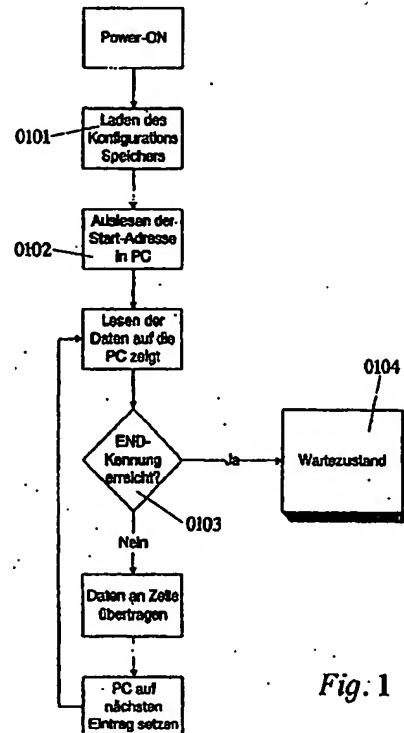 Power-ON
0101
Laden des
Konfigurations
Speichers
0102
Auslesen der
Start-Adresse
in PC
Lesen der
Daten auf die
PC zeigt
0104
END-
Kennung
erreicht?
Ja
Wartezustand
0103
Nein
Daten an Zelle
übertragen
PC auf
nächsten
Eintrag setzen
Fig. 1